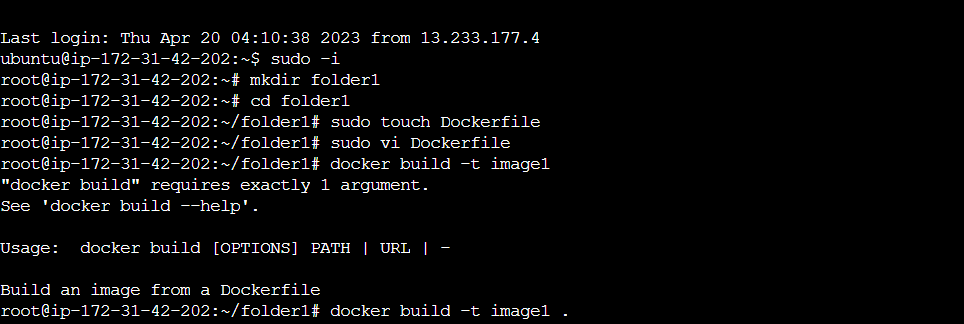 Last login: Thu Apr 20 04:10:38 2023 from 13.233.177.4
ubuntu@ip-172-31-42-202:~$ sudo -i
root@ip-172-31-42-202:~# mkdir folder1
root@ip-172-31-42-202:~# cd folder1
root@ip-172-31-42-202:~/folder1# sudo touch Dockerfile
root@ip-172-31-42-202:~/folder1# sudo vi Dockerfile
root@ip-172-31-42-202:~/folder1# docker build -t image1
"docker build" requires exactly 1 argument.
See 'docker build --help'.
Usage:  docker build [OPTIONS] PATH | URL | -
Build an image from a Dockerfile
root@ip-172-31-42-202:~/folder1# docker build -t image1 .